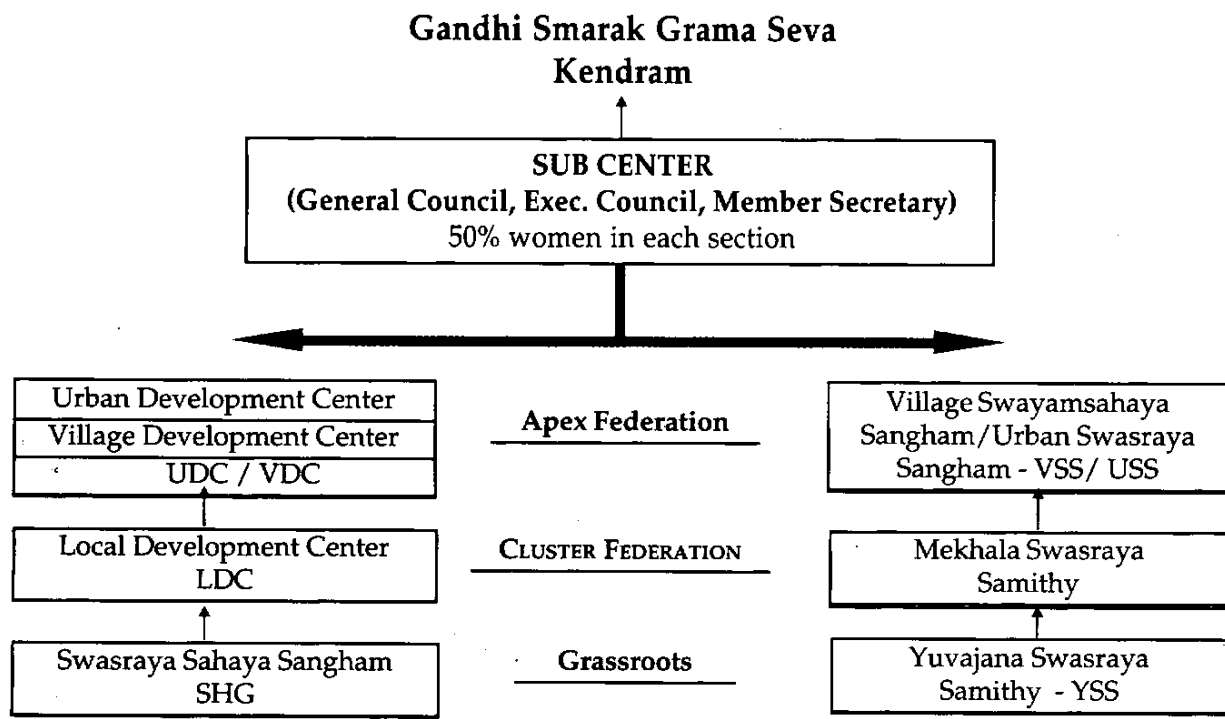 Gandhi Smarak Grama Seva
Kendram
SUB CENTER
(General Council, Exec. Council, Member Secretary)
50% women in each section
Urban Development Center
Village Development Center
UDC / VDC
Apex Federation
Village Swayamsahaya
Sangham/Urban Swasraya
Sangham - VSS/ USS
Local Development Center
LDC
CLUSTER FEDERATION
Mekhala Swasraya
Samithy
Swasraya Sahaya Sangham
SHG
Grassroots
Yuvajana Swasraya
Samithy - YSS